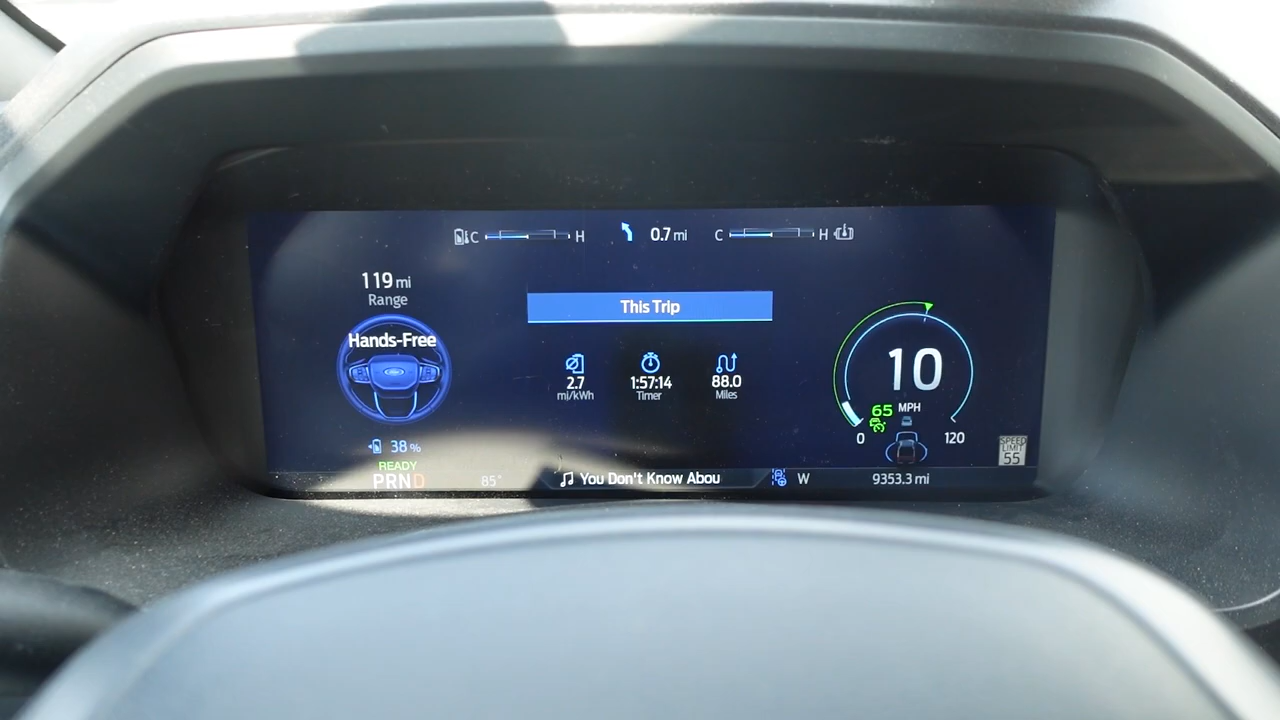 C H 0.7 mi C H
119 mi
Range
This Trip
Hands-Free
Ford
2.7
mi/kWh
1:57:14
Timer
88.0
Miles
10
MPH
65
0 120
38 %
READY
PRND
85°
You Don't Know Abou
W
9353.3 mi
SPEED
LIMIT
55